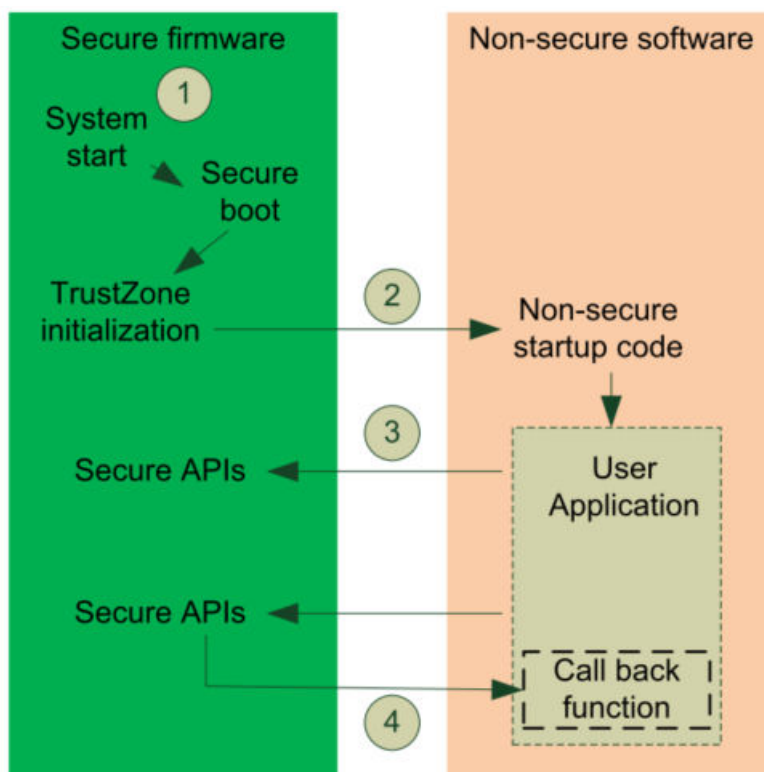 Secure firmware
Non-secure software
1
System
start
Secure
boot
TrustZone
initialization
2
Non-secure
startup code
3
Secure APIs
User
Application
Secure APIs
Call back
function
4